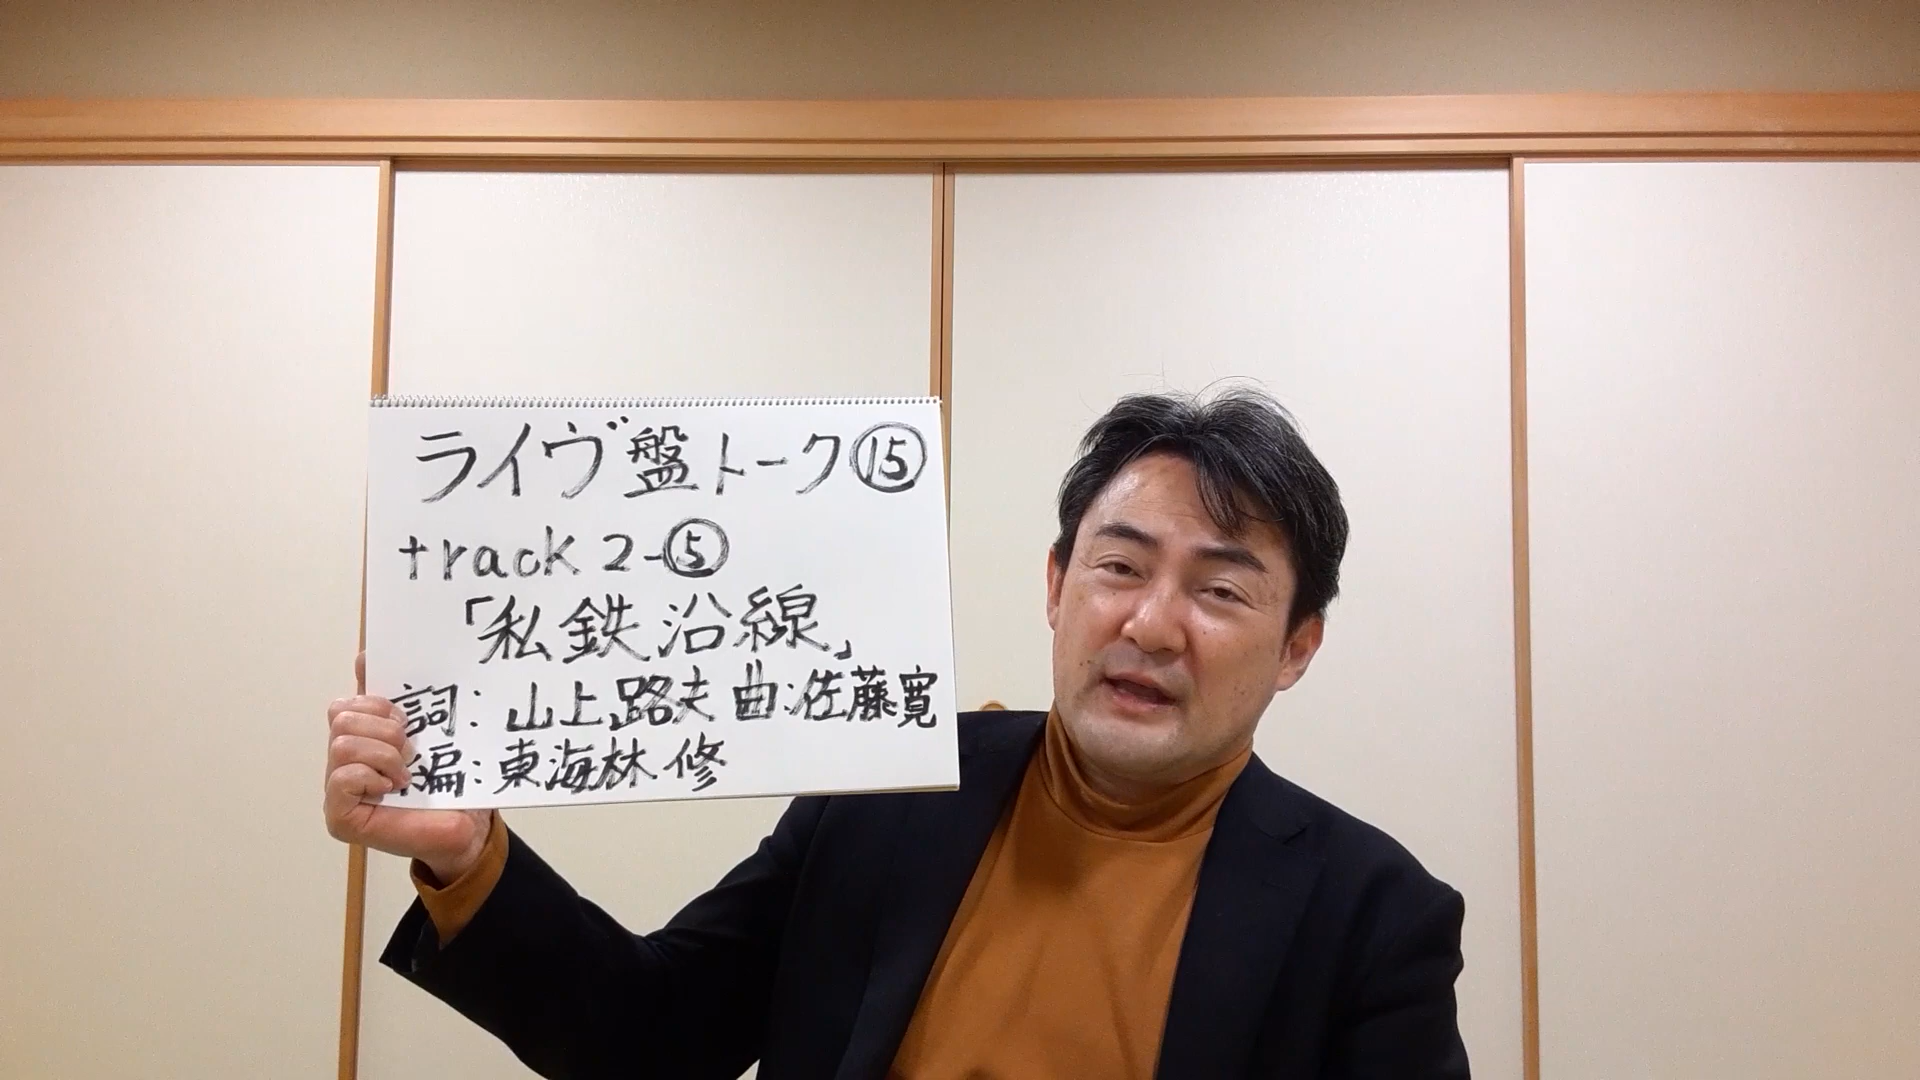 ライヴ盤トーク⑮
track 2-⑤
「私鉄沿線」
詞：山上路夫 曲：佐藤寛
編：東海林修